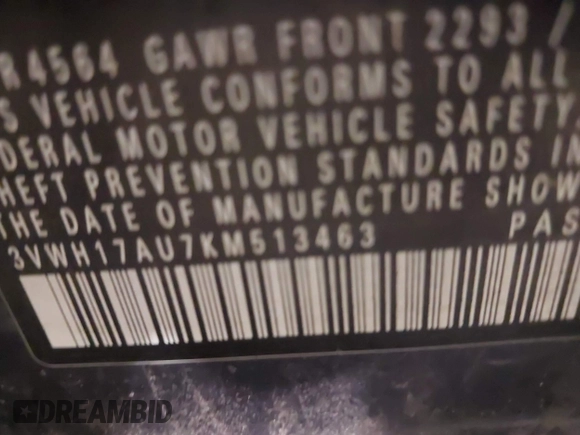 R 4564 GAWR FRONT 2293 /
S VEHICLE CONFORMS TO ALL
DERAL MOTOR VEHICLE SAFETY,
HEFT PREVENTION STANDARDS IN
THE DATE OF MANUFACTURE SHOW
3VWH17AU7KM513463 PAS
DREAMBID